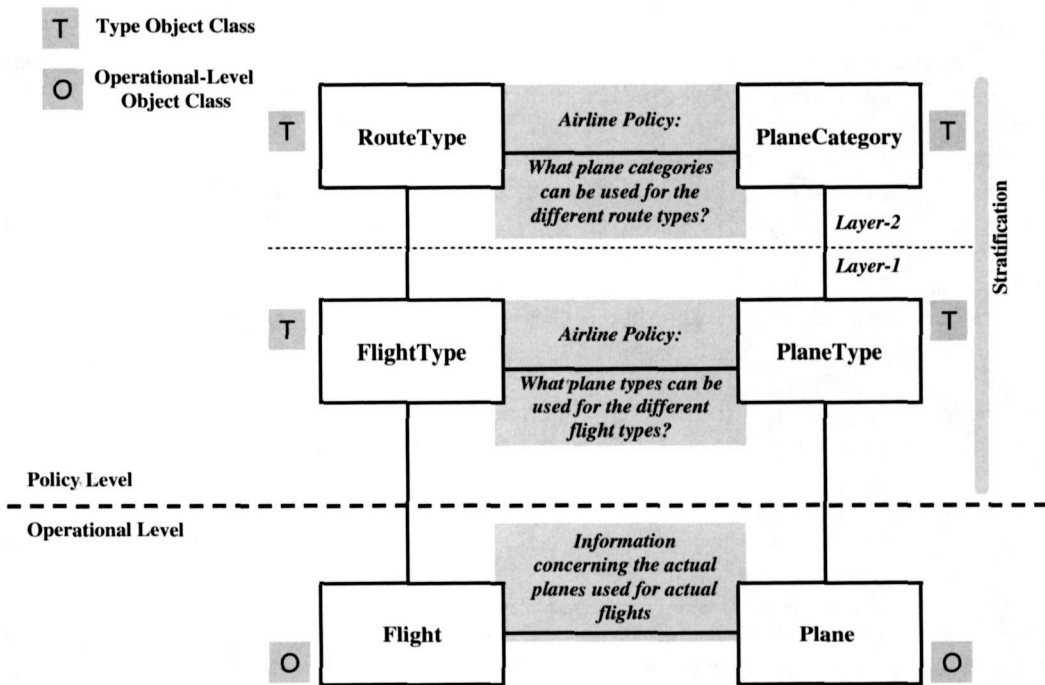 T
Type Object Class
O
Operational-Level
Object Class
T
RouteType
Airline Policy:
What plane categories
can be used for the
different route types?
PlaneCategory
T
Layer-2
Layer-1
Stratification
T
FlightType
Airline Policy:
What plane types can be
used for the different
flight types?
PlaneType
T
Policy Level
Operational Level
Information
concerning the actual
planes used for actual
flights
O
Flight
Plane
O